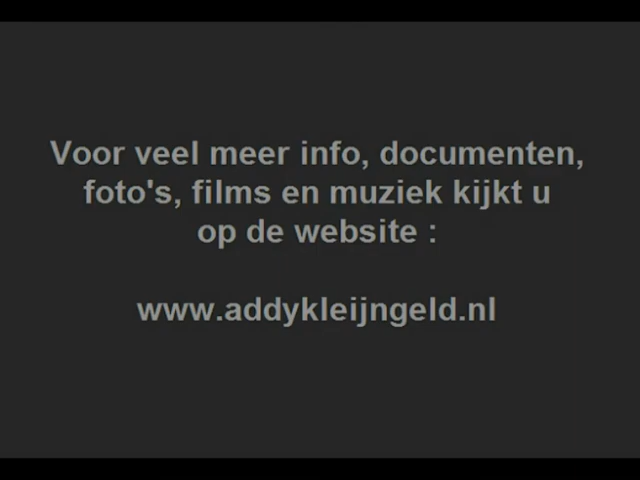 Voor veel meer info, documenten,
foto's, films en muziek kijkt u
op de website :
www.addykleijngeld.nl